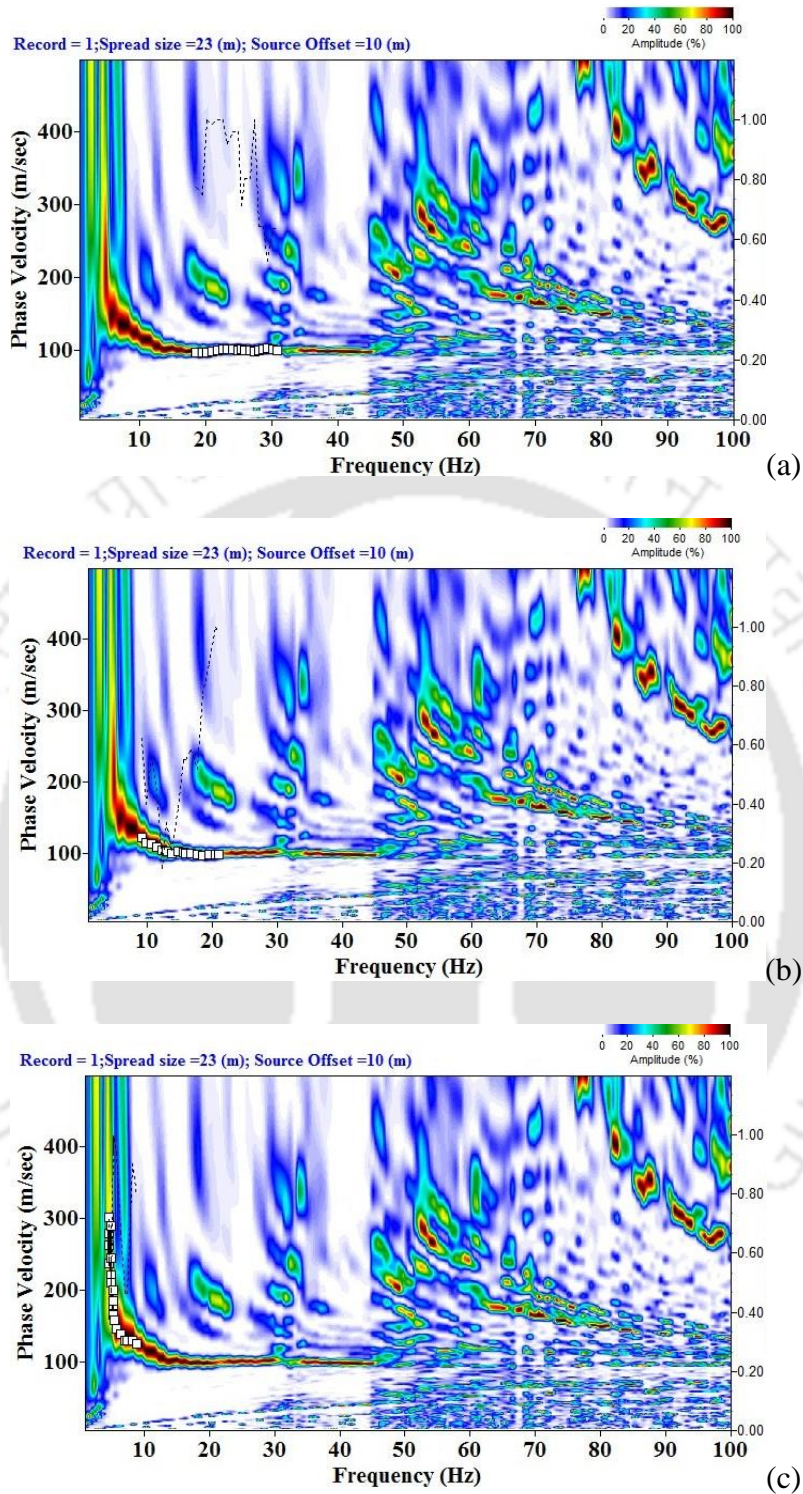 0 20 40 60 80 100
Amplitude (%)
Record = 1;Spread size =23 (m); Source Offset =10 (m)
Phase Velocity (m/sec)
400
300
200
100
1.00
0.80
0.60
0.40
0.20
0.00
10 20 30 40 50 60 70 80 90 100
Frequency (Hz)
(a)
0 20 40 60 80 100
Amplitude (%)
Record = 1;Spread size =23 (m); Source Offset =10 (m)
Phase Velocity (m/sec)
400
300
200
100
1.00
0.80
0.60
0.40
0.20
0.00
10 20 30 40 50 60 70 80 90 100
Frequency (Hz)
(b)
0 20 40 60 80 100
Amplitude (%)
Record = 1;Spread size =23 (m); Source Offset =10 (m)
Phase Velocity (m/sec)
400
300
200
100
1.00
0.80
0.60
0.40
0.20
0.00
10 20 30 40 50 60 70 80 90 100
Frequency (Hz)
(c)